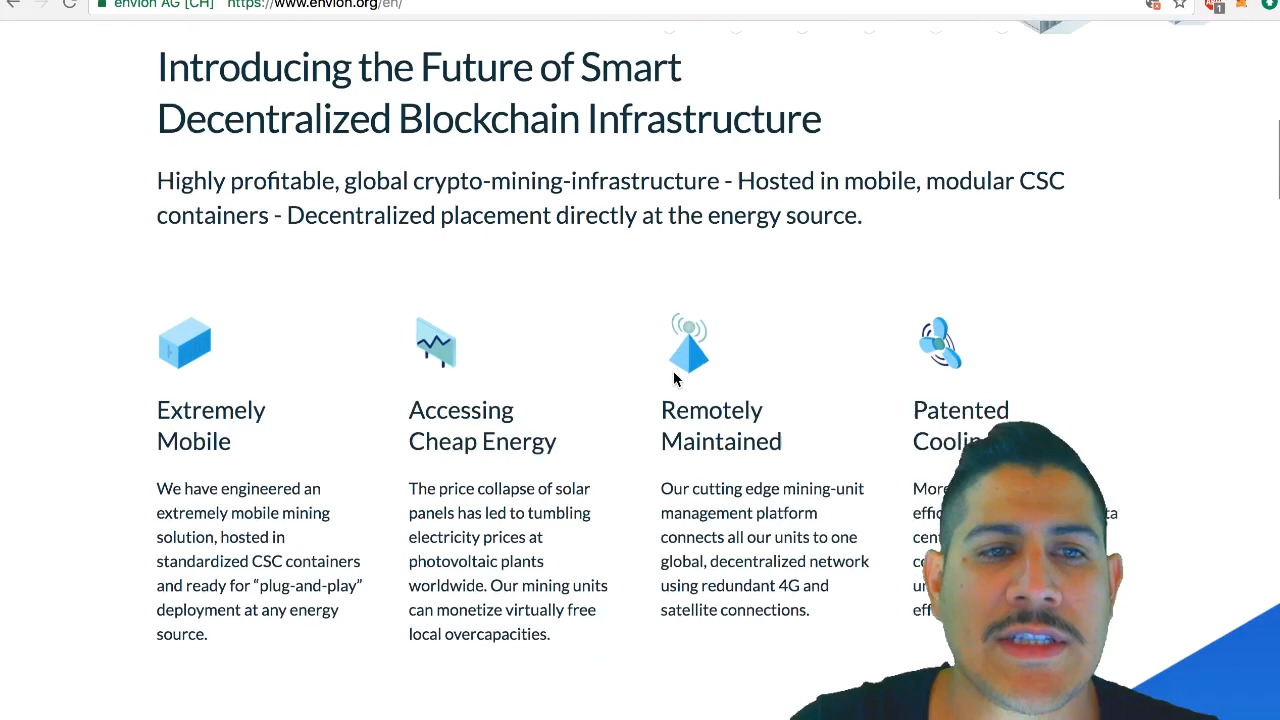 envion AG [CH] https://www.envion.org/en/
Introducing the Future of Smart
Decentralized Blockchain Infrastructure
Highly profitable, global crypto-mining-infrastructure - Hosted in mobile, modular CSC
containers - Decentralized placement directly at the energy source.
Extremely
Mobile
We have engineered an
extremely mobile mining
solution, hosted in
standardized CSC containers
and ready for “plug-and-play”
deployment at any energy
source.
Accessing
Cheap Energy
The price collapse of solar
panels has led to tumbling
electricity prices at
photovoltaic plants
worldwide. Our mining units
can monetize virtually free
local overcapacities.
Remotely
Maintained
Our cutting edge mining-unit
management platform
connects all our units to one
global, decentralized network
using redundant 4G and
satellite connections.
Patented
More
1